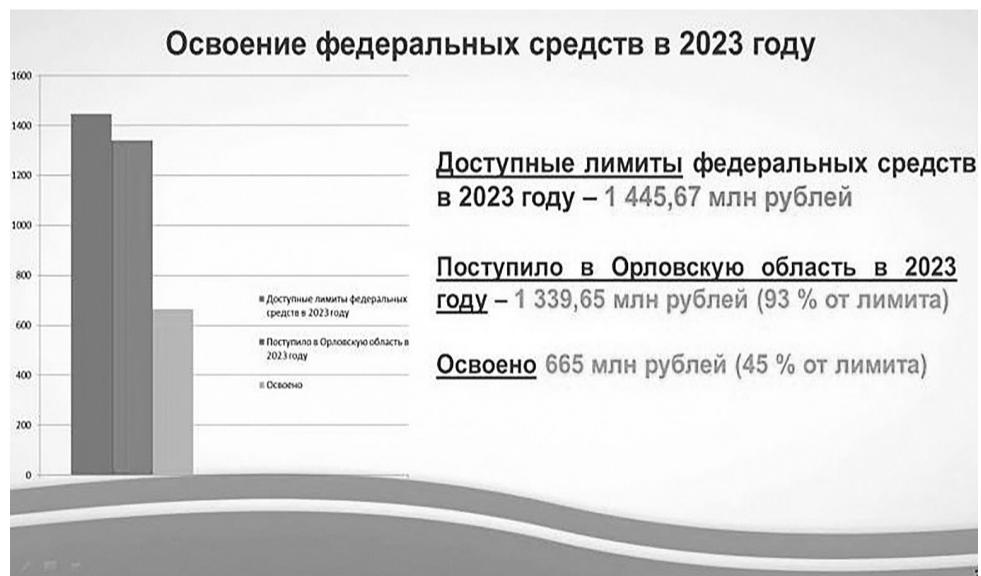 Освоение федеральных средств в 2023 году
1600
1400
1200
1000
800
600
400
200
0
Доступные лимиты федеральных
средств в 2023 году
Поступило в Орловскую область в
2023 году
Освоено
Доступные лимиты федеральных средств
в 2023 году – 1 445,67 млн рублей
Поступило в Орловскую область в 2023
году – 1 339,65 млн рублей (93 % от лимита)
Освоено 665 млн рублей (45 % от лимита)